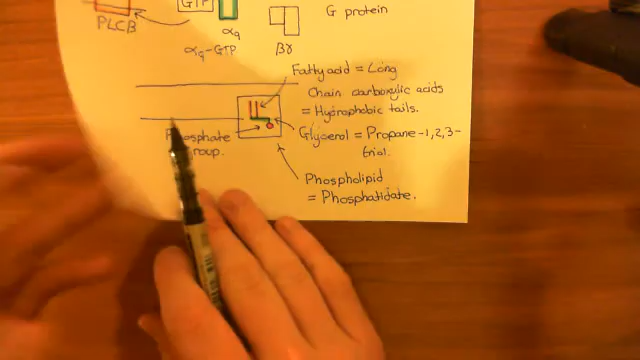 GTP
G protein
PLCB
αq
αq-GTP
βγ
Fatty acid = Long
Chain carboxylic acids
= Hydrophobic tails.
Phosphate
Group.
Glycerol = Propane-1,2,3-
triol.
Phospholipid
= Phosphatidate.